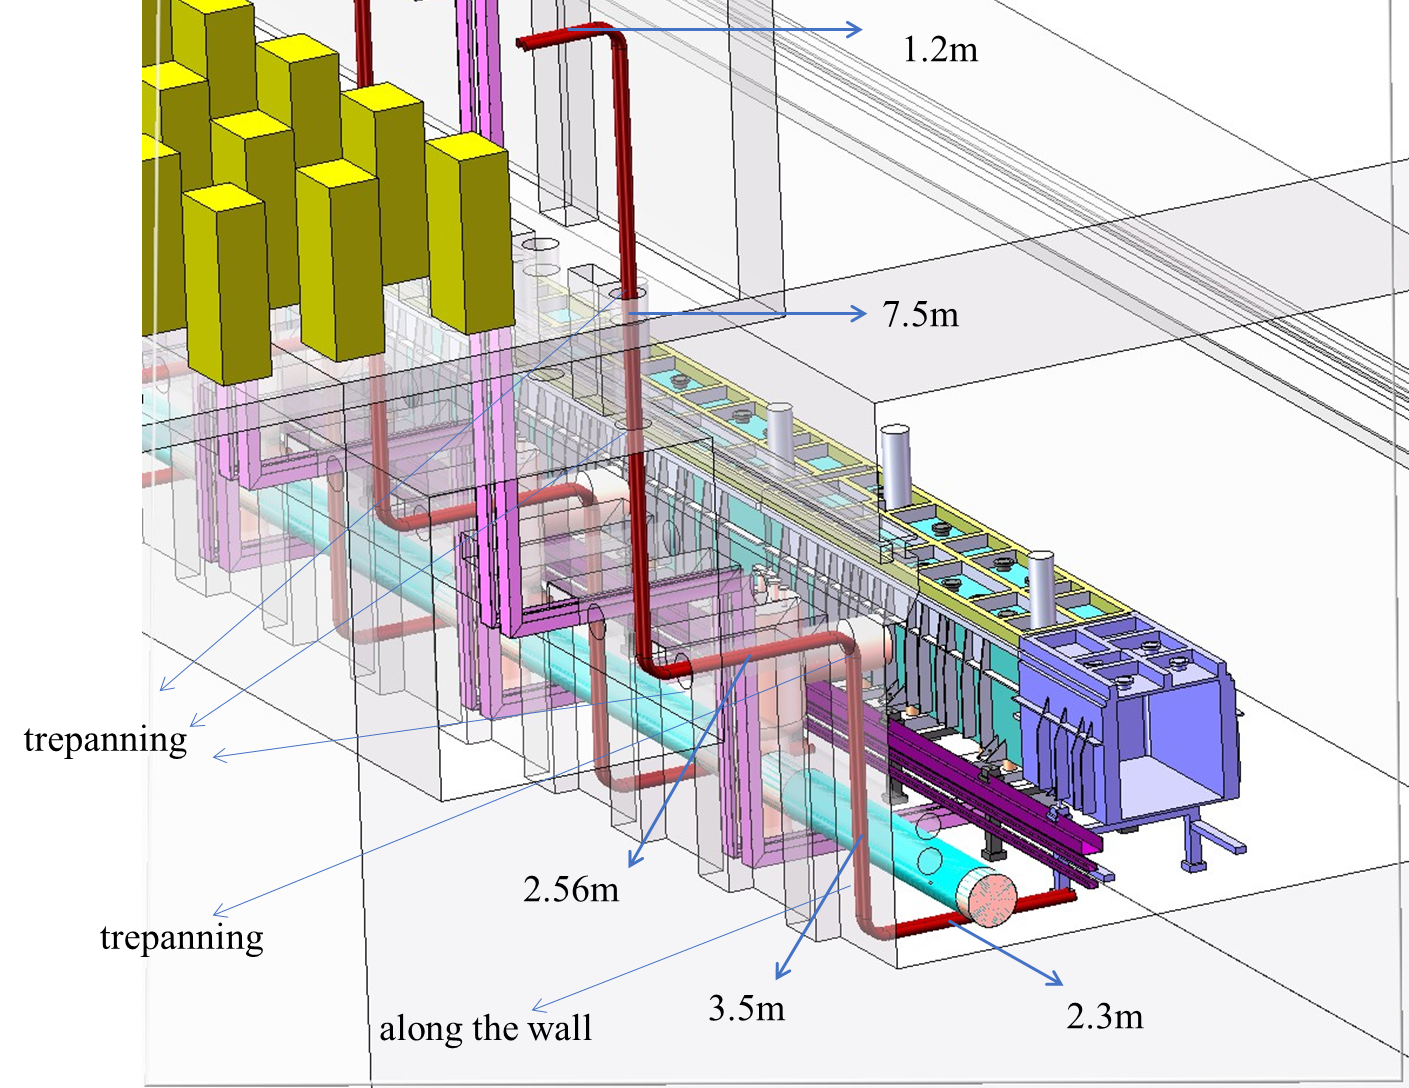 1.2m
7.5m
trepanning
2.56m
trepanning
3.5m
2.3m
along the wall